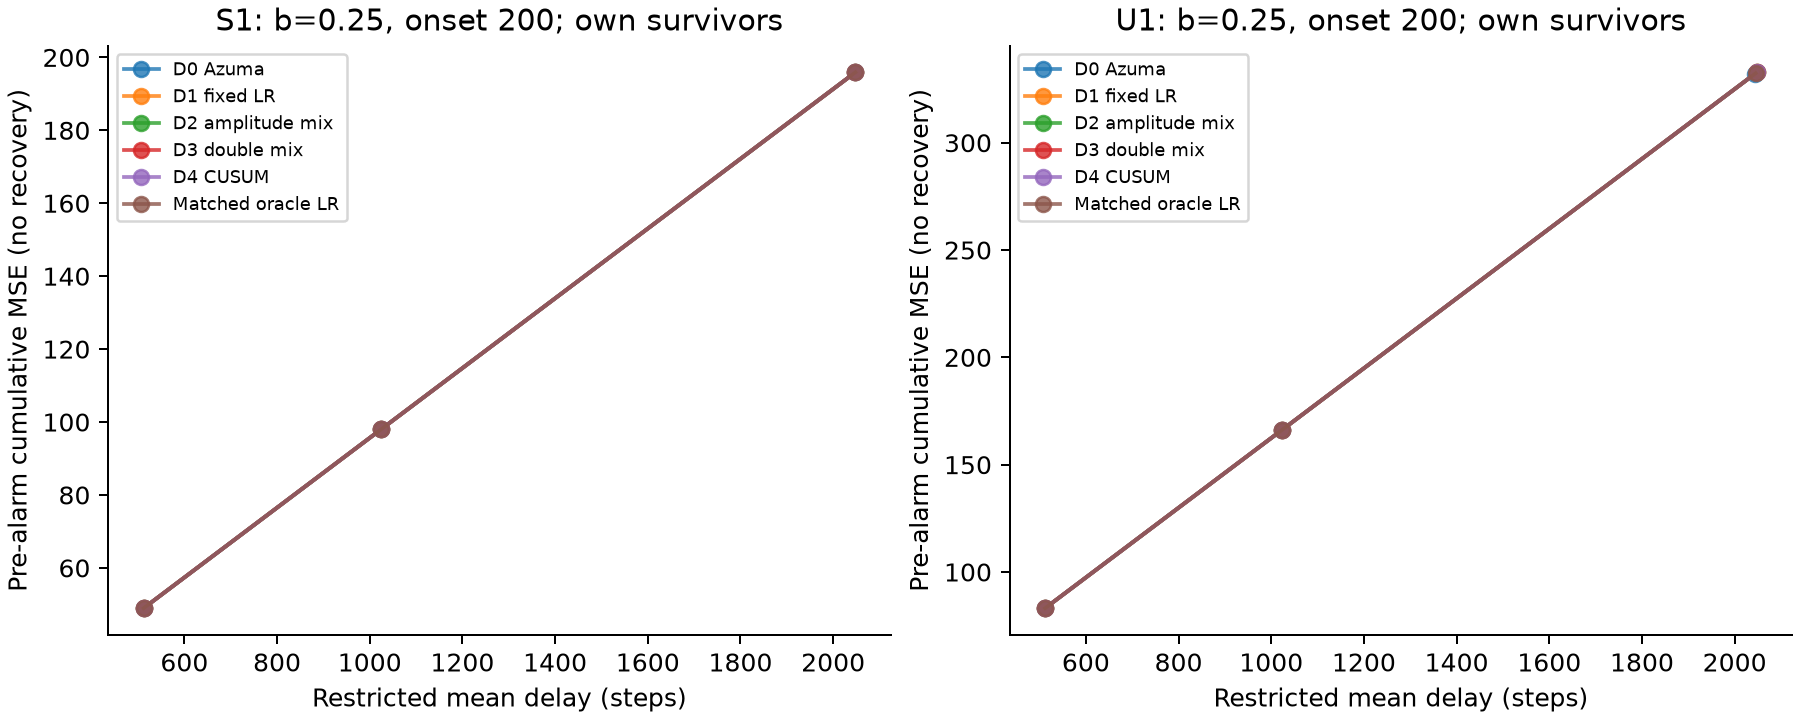 S1: b=0.25, onset 200; own survivors
Pre-alarm cumulative MSE (no recovery)
200
180
160
140
120
100
80
60
D0 Azuma
D1 fixed LR
D2 amplitude mix
D3 double mix
D4 CUSUM
Matched oracle LR
600 800 1000 1200 1400 1600 1800 2000
Restricted mean delay (steps)
U1: b=0.25, onset 200; own survivors
Pre-alarm cumulative MSE (no recovery)
300
250
200
150
100
D0 Azuma
D1 fixed LR
D2 amplitude mix
D3 double mix
D4 CUSUM
Matched oracle LR
600 800 1000 1200 1400 1600 1800 2000
Restricted mean delay (steps)